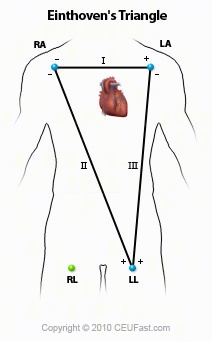 Einthoven's Triangle
RA LA
I
- +
- -
II III
+ +
RL LL
Copyright © 2010 CEUFast.com